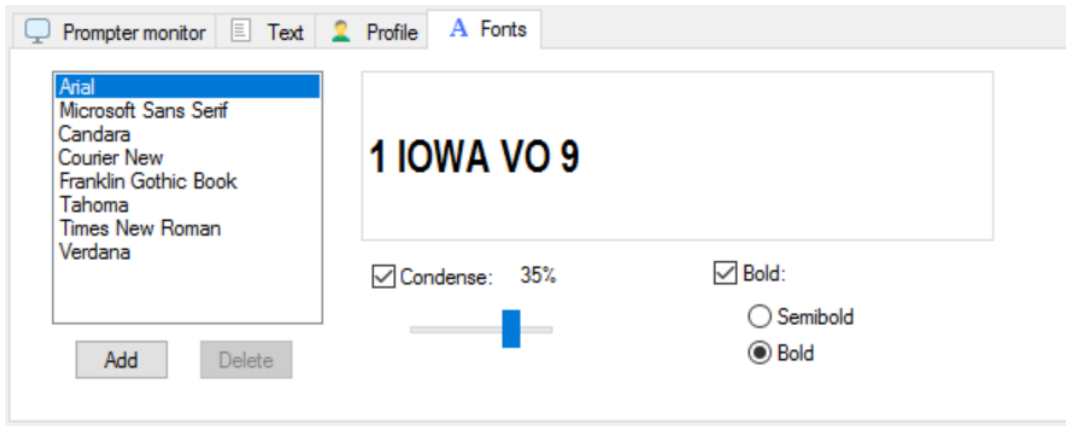 Prompter monitor Text Profile A Fonts
Arial
Microsoft Sans Serif
Candara
Courier New
Franklin Gothic Book
Tahoma
Times New Roman
Verdana
Add Delete
1 IOWA VO 9
Condense: 35%
Bold:
Semibold
Bold